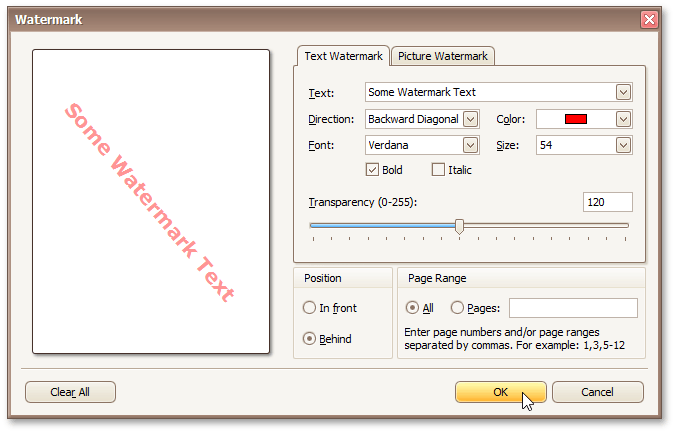 Watermark
Some Watermark Text
Text Watermark
Picture Watermark
Text: Some Watermark Text
Direction: Backward Diagonal Color:
Font: Verdana Size: 54
Bold Italic
Transparency (0-255): 120
Position
In front
Behind
Page Range
All Pages:
Enter page numbers and/or page ranges
separated by commas. For example: 1,3,5-12
Clear All OK Cancel